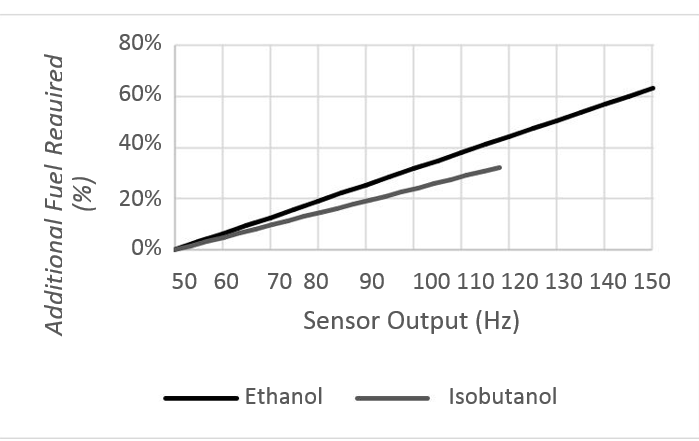 80%
60%
40%
20%
0%
Additional Fuel Reauired
(%)
50 60 70 80 90 100 110 120 130 140 150
Sensor Output (Hz)
Ethanol Isobutanol